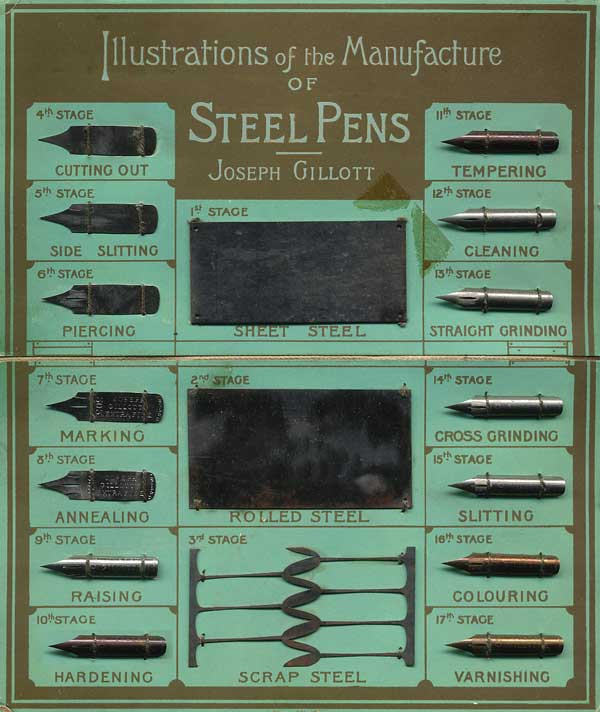 Illustrations of the Manufacture
OF
STEEL PENS
JOSEPH GILLOTT
1st STAGE
SHEET STEEL
2nd STAGE
ROLLED STEEL
3rd STAGE
SCRAP STEEL
4th STAGE
CUTTING OUT
5th STAGE
SIDE SLITTING
6th STAGE
PIERCING
7th STAGE
MARKING
8th STAGE
ANNEALING
9th STAGE
RAISING
10th STAGE
HARDENING
11th STAGE
TEMPERING
12th STAGE
CLEANING
13th STAGE
STRAIGHT GRINDING
14th STAGE
CROSS GRINDING
15th STAGE
SLITTING
16th STAGE
COLOURING
17th STAGE
VARNISHING